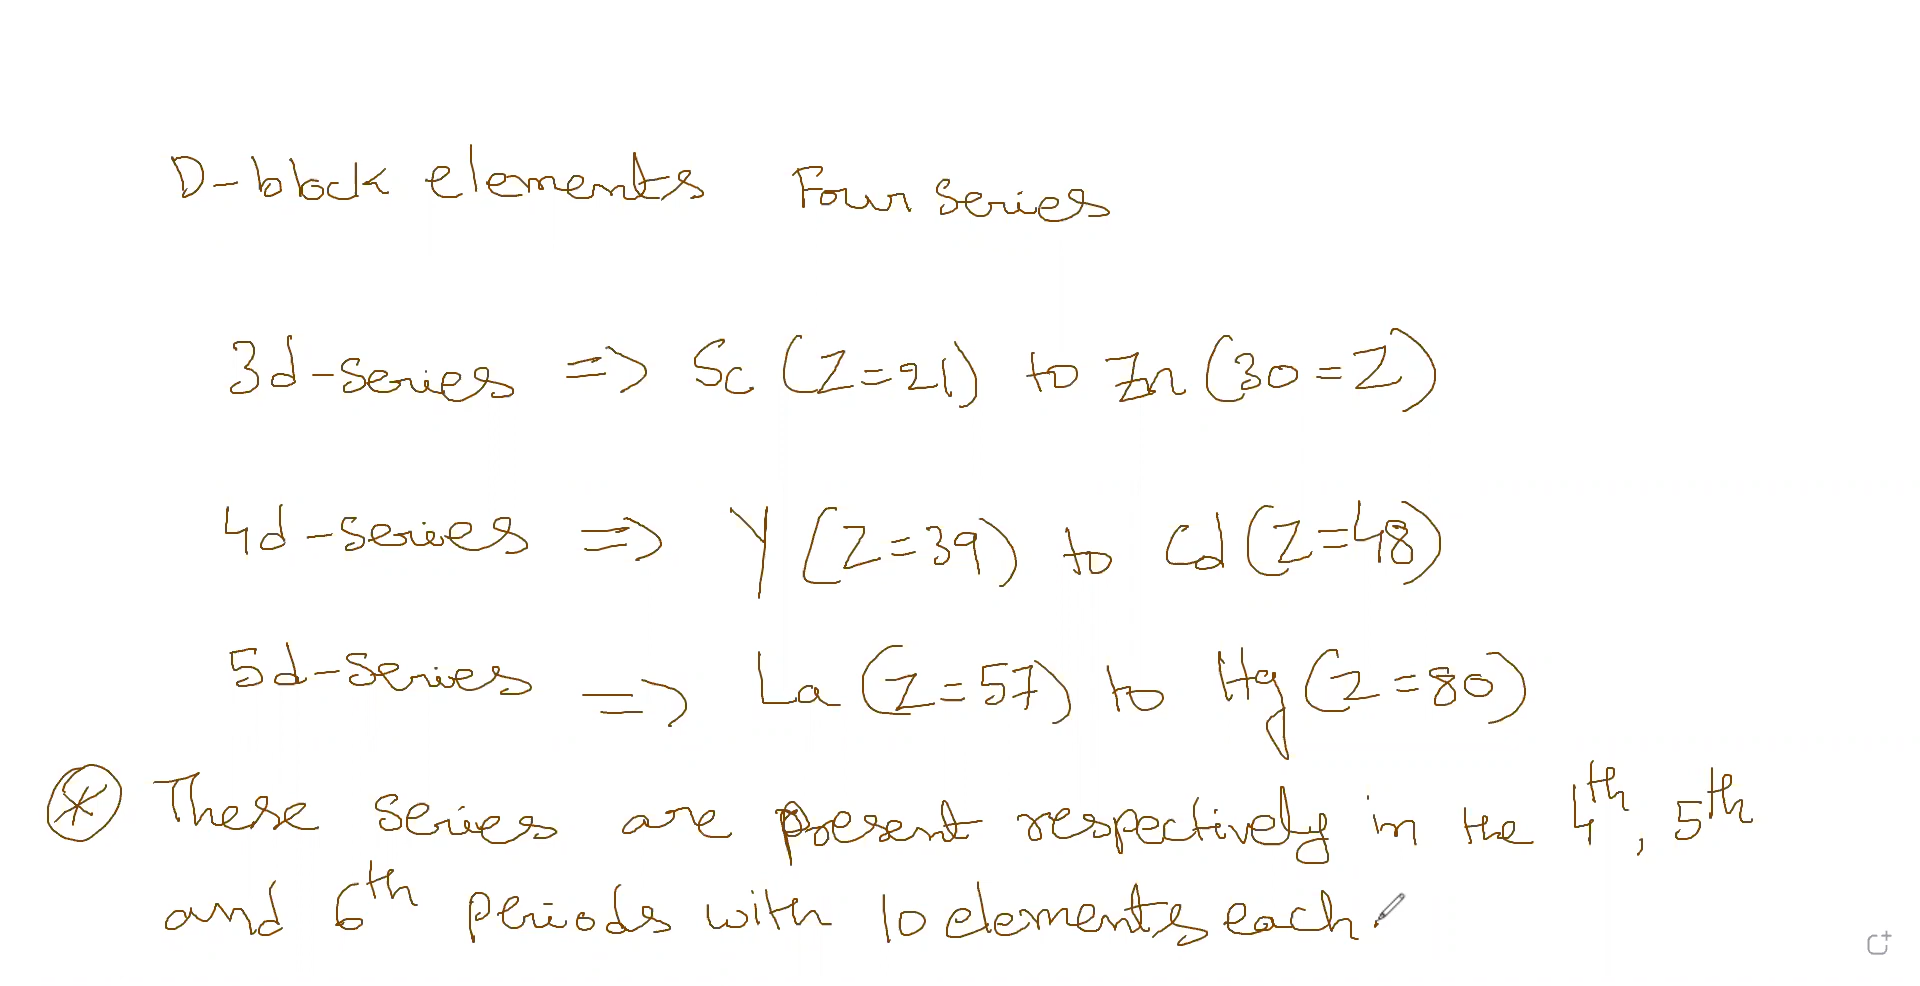 D-block elements Four series
3d-series => Sc (Z=21) to Zn (30=Z)
4d-series => Y (Z=39) to Cd (Z=48)
5d-series => La (Z=57) to Hg (Z=80)
These series are present respectively in the 4th, 5th
and 6th periods with 10 elements each.